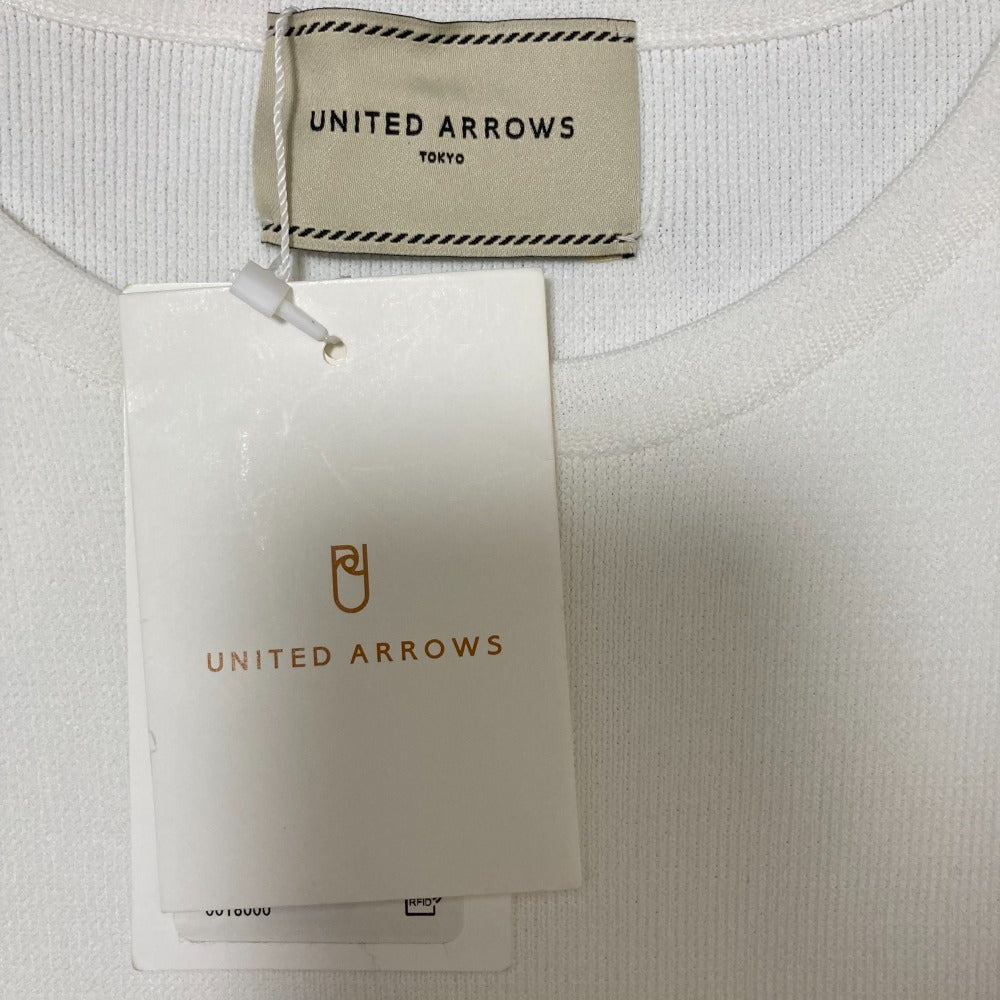 UNITED ARROWS
TOKYO
UNITED ARROWS
0018000
RFID